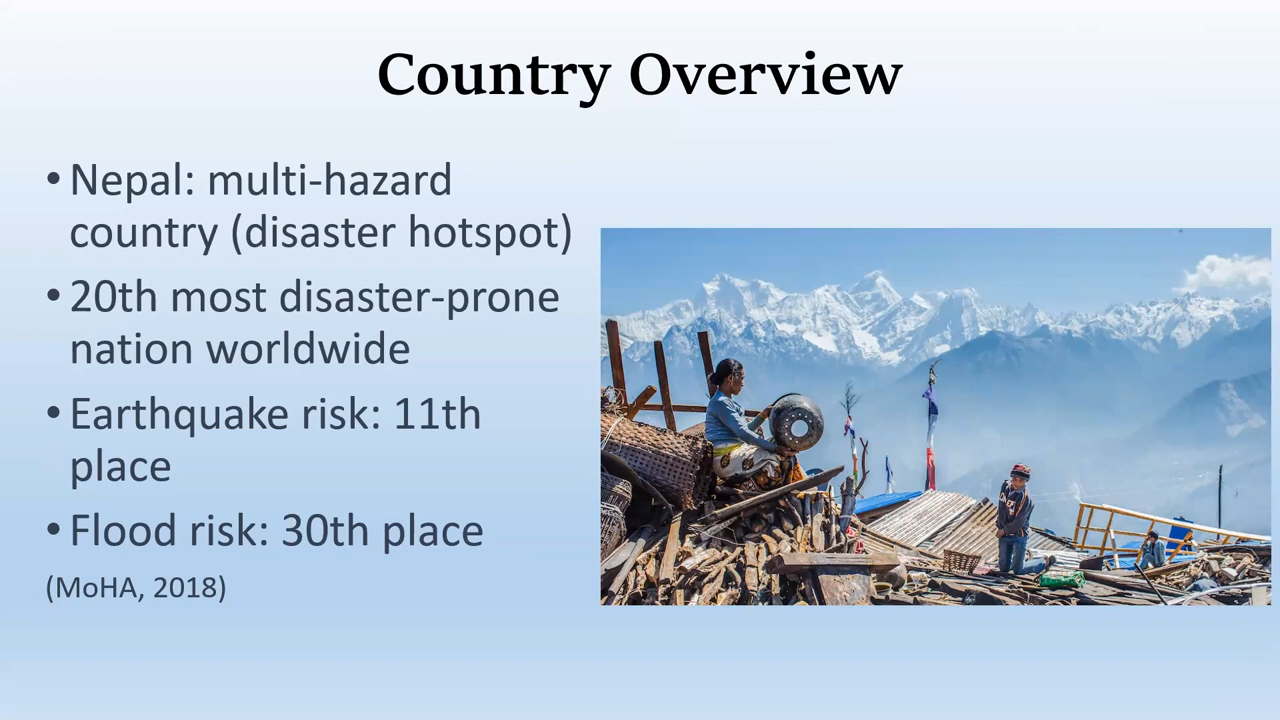 Country Overview
• Nepal: multi-hazard
country (disaster hotspot)
• 20th most disaster-prone
nation worldwide
• Earthquake risk: 11th
place
• Flood risk: 30th place
(MoHA, 2018)